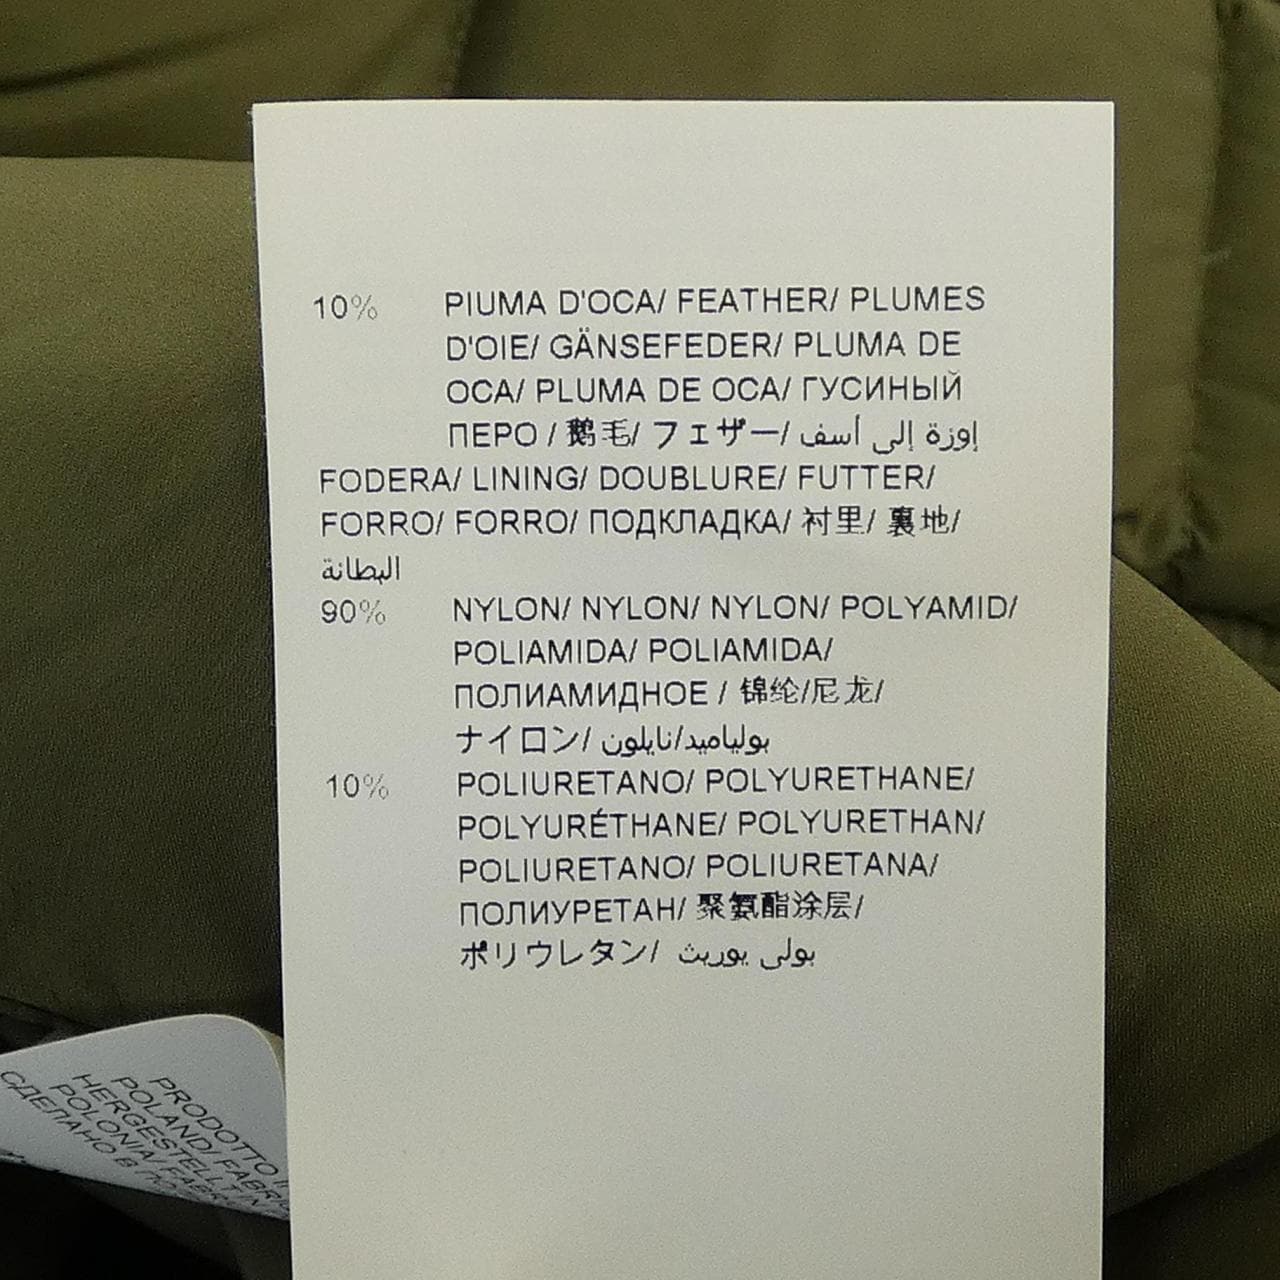 10% PIUMA D'OCA/ FEATHER/ PLUMES
D'OIE/ GÄNSEFEDER/ PLUMA DE
OCA/ PLUMA DE OCA/ ГУСИНЫЙ
ПЕРО / 鹅毛/ フェザー/ إوزة إلى أسف
FODERA/ LINING/ DOUBLURE/ FUTTER/
FORRO/ FORRO/ ПОДКЛАДКА/ 衬里/ 裏地/
البطانة
90% NYLON/ NYLON/ NYLON/ POLYAMID/
POLIAMIDA/ POLIAMIDA/
ПОЛИАМИДНОЕ / 锦纶/尼龙/
ナイロン/ بولياميد/نايلون
10% POLIURETANO/ POLYURETHANE/
POLYURÉTHANE/ POLYURETHAN/
POLIURETANO/ POLIURETANA/
ПОЛИУРЕТАН/ 聚氨酯涂层/
ポリウレタン/ بولى يوريث
PRODOTTO
POLAND/
HERGESTELLT IN
POLONIA/
СДЕЛАНО В